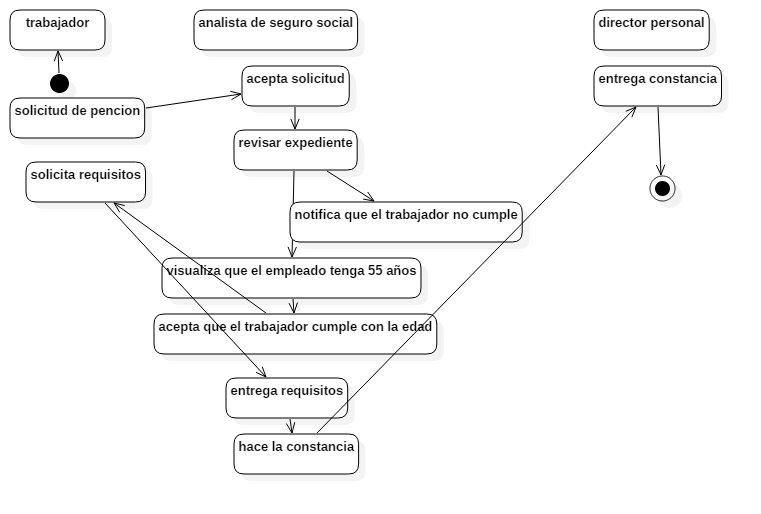 trabajador
analista de seguro social
director personal
acepta solicitud
entrega constancia
solicitud de pencion
revisar expediente
solicita requisitos
notifica que el trabajador no cumple
visualiza que el empleado tenga 55 años
acepta que el trabajador cumple con la edad
entrega requisitos
hace la constancia